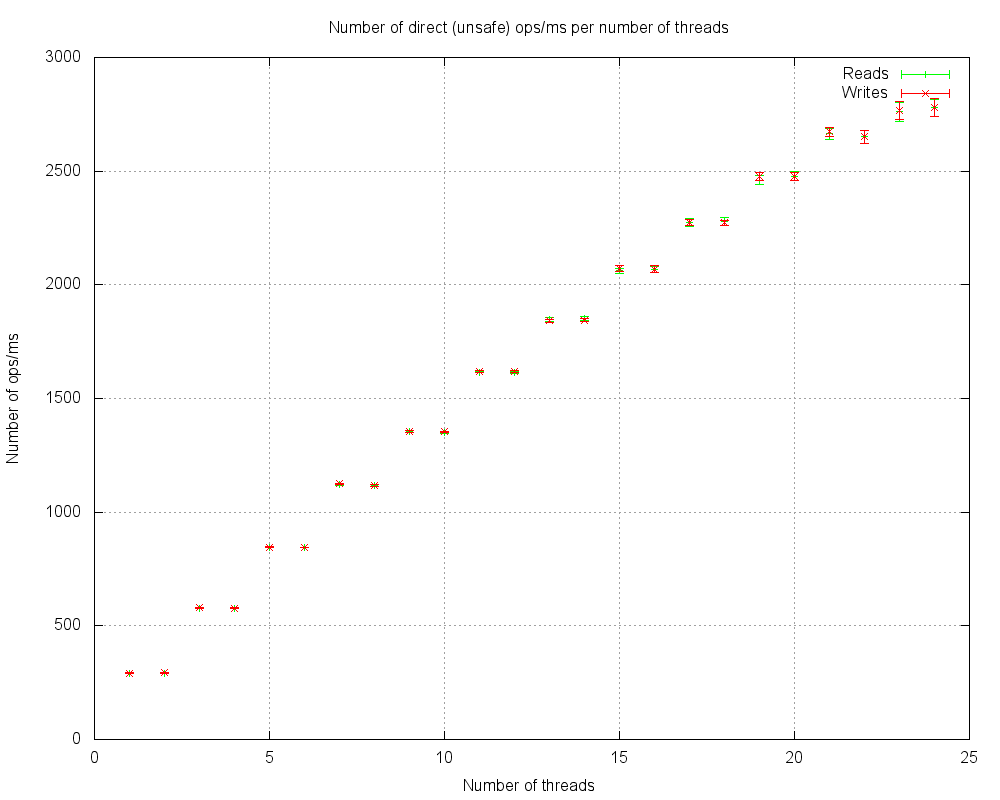 Number of direct (unsafe) ops/ms per number of threads
Reads
Writes
3000
2500
2000
1500
1000
500
0
Number of ops/ms
0 5 10 15 20 25
Number of threads